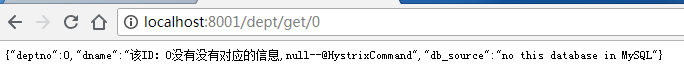 localhost:8001/dept/get/0
{"deptno":0,"dname":"该ID：0没有没有对应的信息,null--@HystrixCommand","db_source":"no this database in MySQL"}